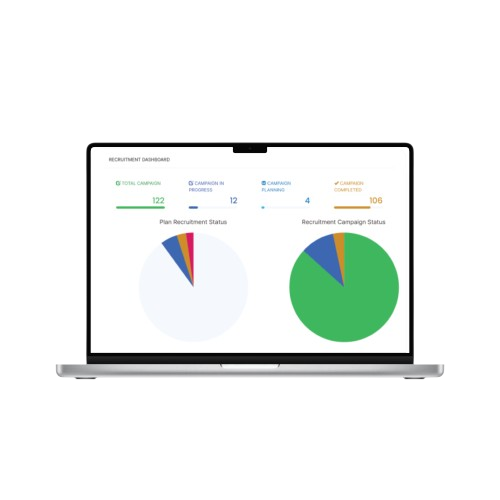 RECRUITMENT DASHBOARD
TOTAL CAMPAIGN
122
CAMPAIGN IN
PROGRESS
12
CAMPAIGN
PLANNING
4
CAMPAIGN
COMPLETED
106
Plan Recruitment Status
Recruitment Campaign Status